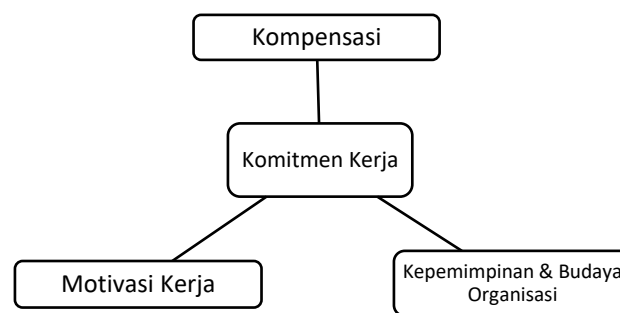 Kompensasi
Komitmen Kerja
Motivasi Kerja
Kepemimpinan & Budaya
Organisasi